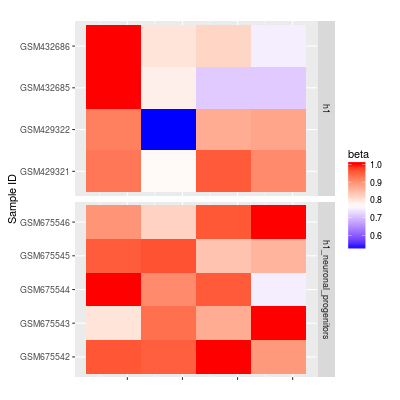 Sample ID
GSM432686
GSM432685
GSM429322
GSM429321
h1
GSM675546
GSM675545
GSM675544
GSM675543
GSM675542
h1_neuronal_progenitors
beta
1.0
0.9
0.8
0.7
0.6